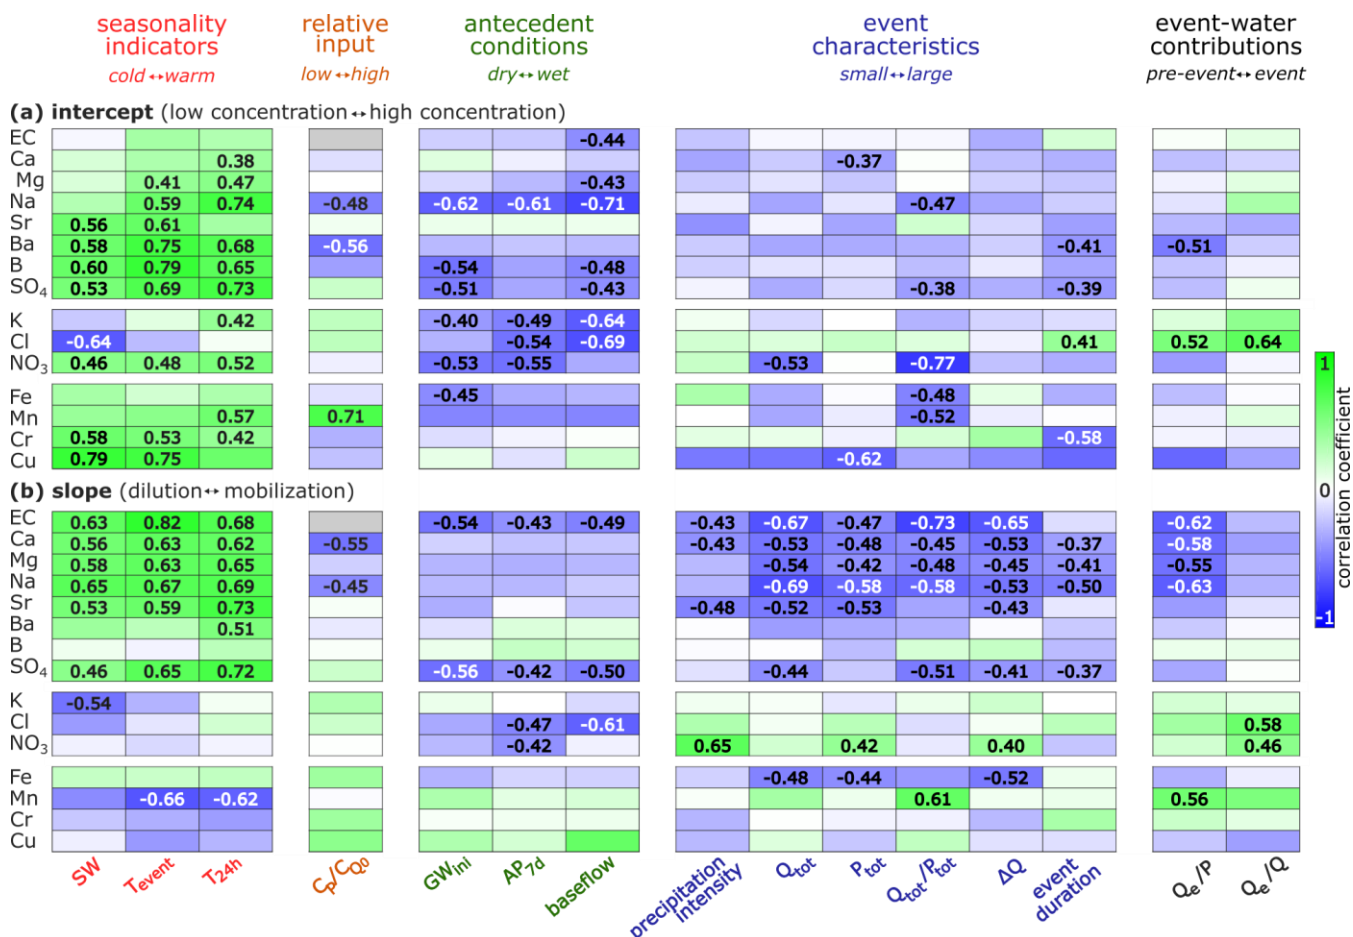 seasonality indicators
cold ↔ warm
relative input
low ↔ high
antecedent conditions
dry ↔ wet
event characteristics
small ↔ large
event-water contributions
pre-event ↔ event
(a) intercept (low concentration ↔ high concentration)
EC -0.44
Ca 0.38 -0.37
Mg 0.41 0.47 -0.43
Na 0.59 0.74 -0.48 -0.62 -0.61 -0.71 -0.47
Sr 0.56 0.61
Ba 0.58 0.75 0.68 -0.56 -0.41 -0.51
B 0.60 0.79 0.65 -0.54 -0.48
SO4 0.53 0.69 0.73 -0.51 -0.43 -0.38 -0.39
K 0.42 -0.40 -0.49 -0.64
Cl -0.64 -0.54 -0.69 0.41 0.52 0.64
NO3 0.46 0.48 0.52 -0.53 -0.55 -0.53 -0.77
Fe -0.45 -0.48
Mn 0.57 0.71 -0.52
Cr 0.58 0.53 0.42 -0.58
Cu 0.79 0.75 -0.62
(b) slope (dilution ↔ mobilization)
EC 0.63 0.82 0.68 -0.54 -0.43 -0.49 -0.43 -0.67 -0.47 -0.73 -0.65 -0.62
Ca 0.56 0.63 0.62 -0.55 -0.43 -0.53 -0.48 -0.45 -0.53 -0.37 -0.58
Mg 0.58 0.63 0.65 -0.54 -0.42 -0.48 -0.45 -0.41 -0.55
Na 0.65 0.67 0.69 -0.45 -0.69 -0.58 -0.58 -0.53 -0.50 -0.63
Sr 0.53 0.59 0.73 -0.48 -0.52 -0.53 -0.43
Ba 0.51
B
SO4 0.46 0.65 0.72 -0.56 -0.42 -0.50 -0.44 -0.51 -0.41 -0.37
K -0.54
Cl -0.47 -0.61 0.58
NO3 -0.42 0.65 0.42 0.40 0.46
Fe -0.48 -0.44 -0.52
Mn -0.66 -0.62 0.61 0.56
Cr
Cu
SW Tevent T24h Cp/CQ0 GWini AP7d baseflow precipitation intensity Qtot Ptot Qtot/Ptot ΔQ event duration Qe/P Qe/Q
1
0
-1
correlation coefficient